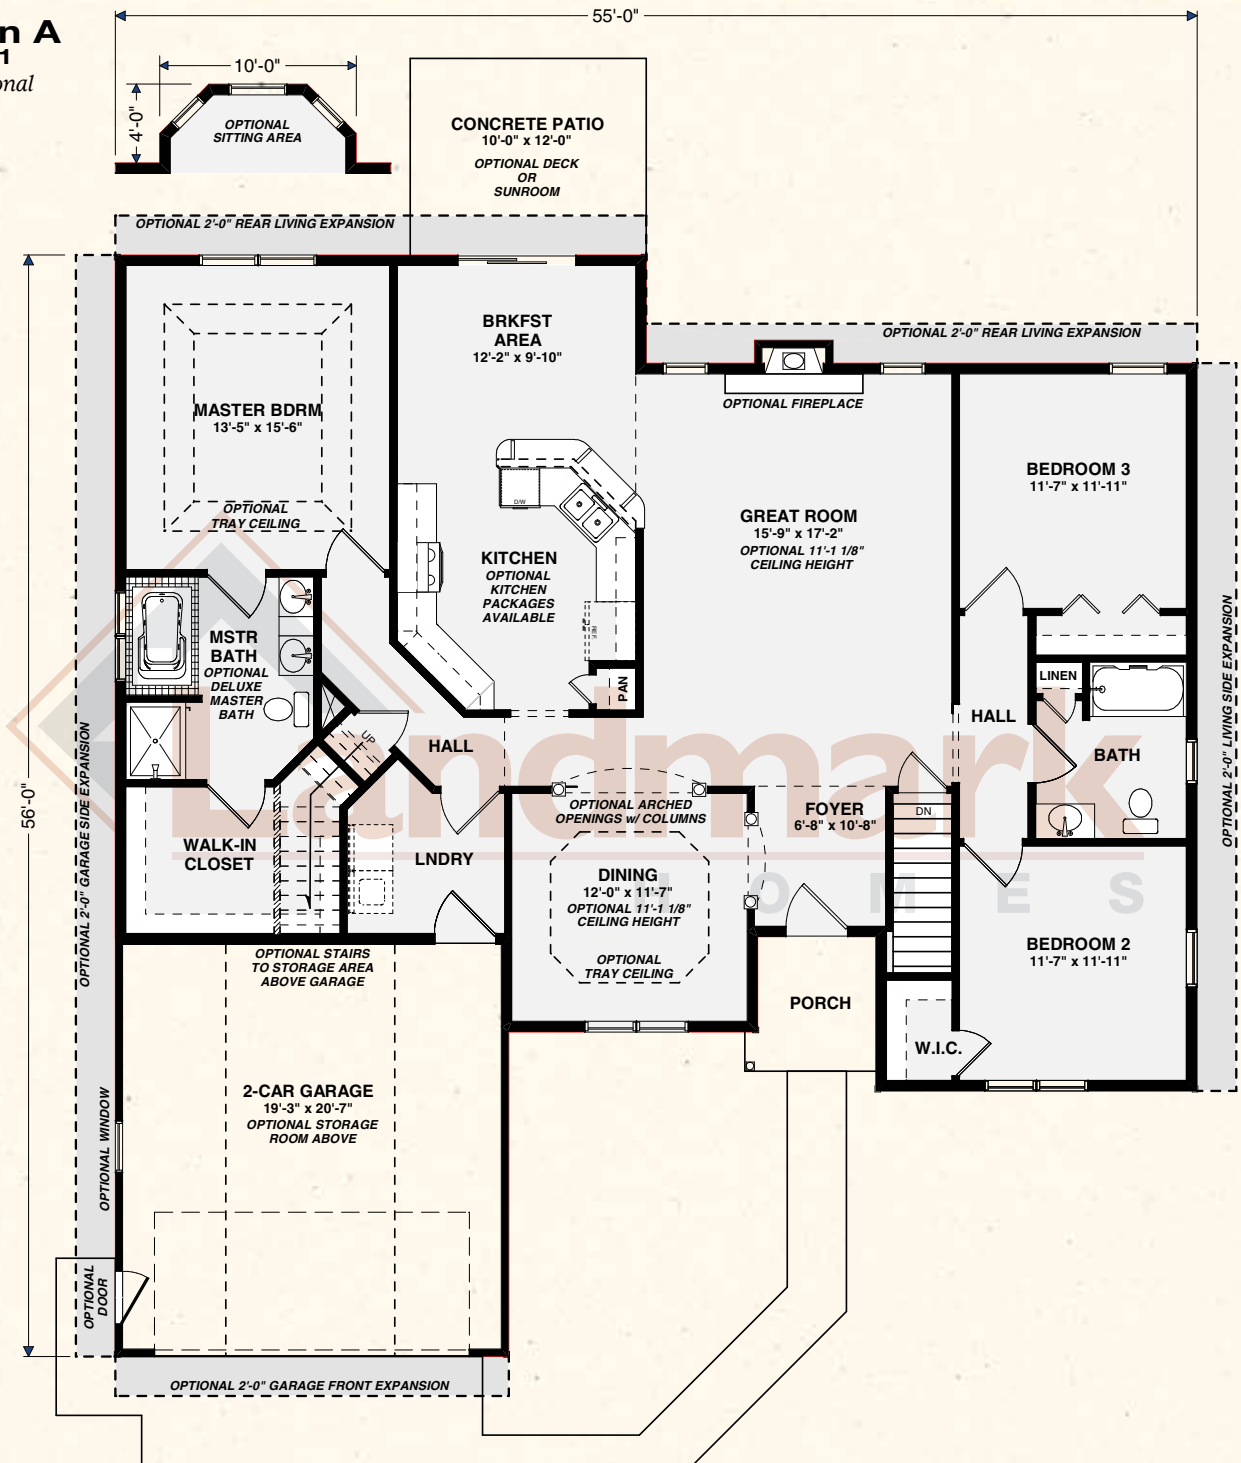 n A
1
onal
55'-0"
10'-0"
4'-0"
OPTIONAL
SITTING AREA
CONCRETE PATIO
10'-0" x 12'-0"
OPTIONAL DECK
OR
SUNROOM
OPTIONAL 2'-0" REAR LIVING EXPANSION
BRKFST
AREA
12'-2" x 9'-10"
OPTIONAL 2'-0" REAR LIVING EXPANSION
OPTIONAL FIREPLACE
MASTER BDRM
13'-5" x 15'-6"
OPTIONAL
TRAY CEILING
BEDROOM 3
11'-7" x 11'-11"
D/W
GREAT ROOM
15'-9" x 17'-2"
OPTIONAL 11'-1 1/8"
CEILING HEIGHT
KITCHEN
OPTIONAL
KITCHEN
PACKAGES
AVAILABLE
REF.
MSTR
BATH
OPTIONAL
DELUXE
MASTER
BATH
PAN
LINEN
HALL
BATH
UP
HALL
Landmark
HOMES
OPTIONAL ARCHED
OPENINGS w/ COLUMNS
FOYER
6'-8" x 10'-8"
DN
WALK-IN
CLOSET
LNDRY
DINING
12'-0" x 11'-7"
OPTIONAL 11'-1 1/8"
CEILING HEIGHT
OPTIONAL
TRAY CEILING
BEDROOM 2
11'-7" x 11'-11"
OPTIONAL STAIRS
TO STORAGE AREA
ABOVE GARAGE
PORCH
W.I.C.
2-CAR GARAGE
19'-3" x 20'-7"
OPTIONAL STORAGE
ROOM ABOVE
56'-0"
OPTIONAL 2'-0" GARAGE SIDE EXPANSION
OPTIONAL 2'-0" LIVING SIDE EXPANSION
OPTIONAL WINDOW
OPTIONAL
DOOR
OPTIONAL 2'-0" GARAGE FRONT EXPANSION